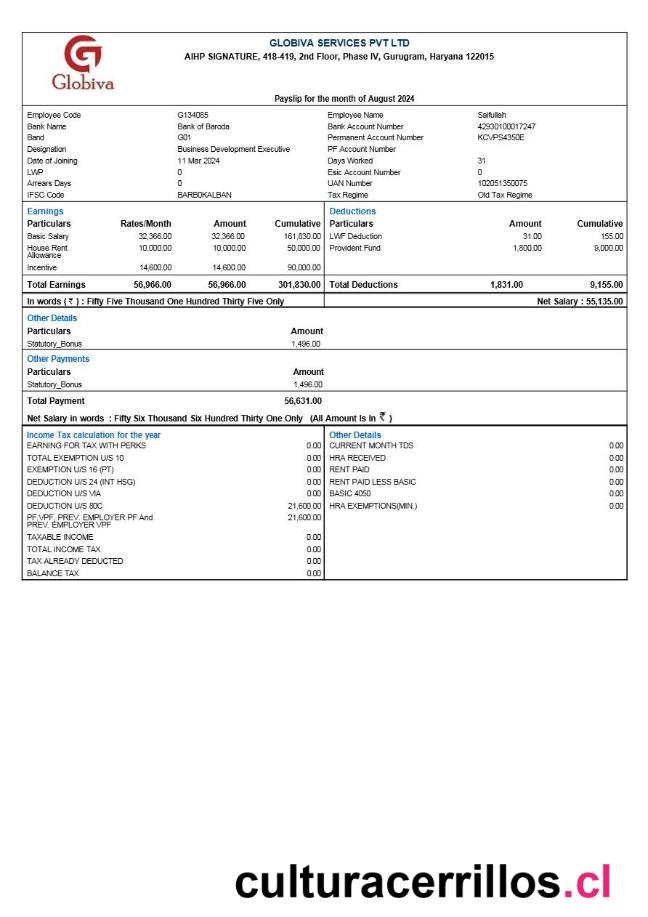 GLOBIVA SERVICES PVT LTD
AIHP SIGNATURE, 418-419, 2nd Floor, Phase IV, Gurugram, Haryana 122015
G
Globiva
Payslip for the month of August 2024
Employee Code G134085 Employee Name Saifullah
Bank Name Bank of Baroda Bank Account Number 42930100017247
Band G01 Permanent Account Number KCVPS4350E
Designation Business Development Executive PF Account Number
Date of Joining 11 Mar 2024 Days Worked 31
LWP 0 Esic Account Number 0
Arrears Days 0 UAN Number 102051350075
IFSC Code BARB0KALBAN Tax Regime Old Tax Regime
Earnings Deductions
Particulars Rates/Month Amount Cumulative Particulars Amount Cumulative
Basic Salary 32,366.00 32,366.00 161,830.00 LWF Deduction 31.00 155.00
House Rent 10,000.00 10,000.00 50,000.00 Provident Fund 1,800.00 9,000.00
Allowance
Incentive 14,600.00 14,600.00 90,000.00
Total Earnings 56,966.00 56,966.00 301,830.00 Total Deductions 1,831.00 9,155.00
In words ( ₹ ) : Fifty Five Thousand One Hundred Thirty Five Only Net Salary : 55,135.00
Other Details
Particulars Amount
Statutory_Bonus 1,496.00
Other Payments
Particulars Amount
Statutory_Bonus 1,496.00
Total Payment 56,631.00
Net Salary in words : Fifty Six Thousand Six Hundred Thirty One Only (All Amount Is In ₹ )
Income Tax calculation for the year Other Details
EARNING FOR TAX WITH PERKS 0.00 CURRENT MONTH TDS 0.00
TOTAL EXEMPTION U/S 10 0.00 HRA RECEIVED 0.00
EXEMPTION U/S 16 (PT) 0.00 RENT PAID 0.00
DEDUCTION U/S 24 (INT HSG) 0.00 RENT PAID LESS BASIC 0.00
DEDUCTION U/S VIA 0.00 BASIC 4050 0.00
DEDUCTION U/S 80C 21,600.00 HRA EXEMPTIONS(MIN.) 0.00
PF,VPF, PREV. EMPLOYER PF And 21,600.00
PREV. EMPLOYER VPF
TAXABLE INCOME 0.00
TOTAL INCOME TAX 0.00
TAX ALREADY DEDUCTED 0.00
BALANCE TAX 0.00
culturacerrillos.cl